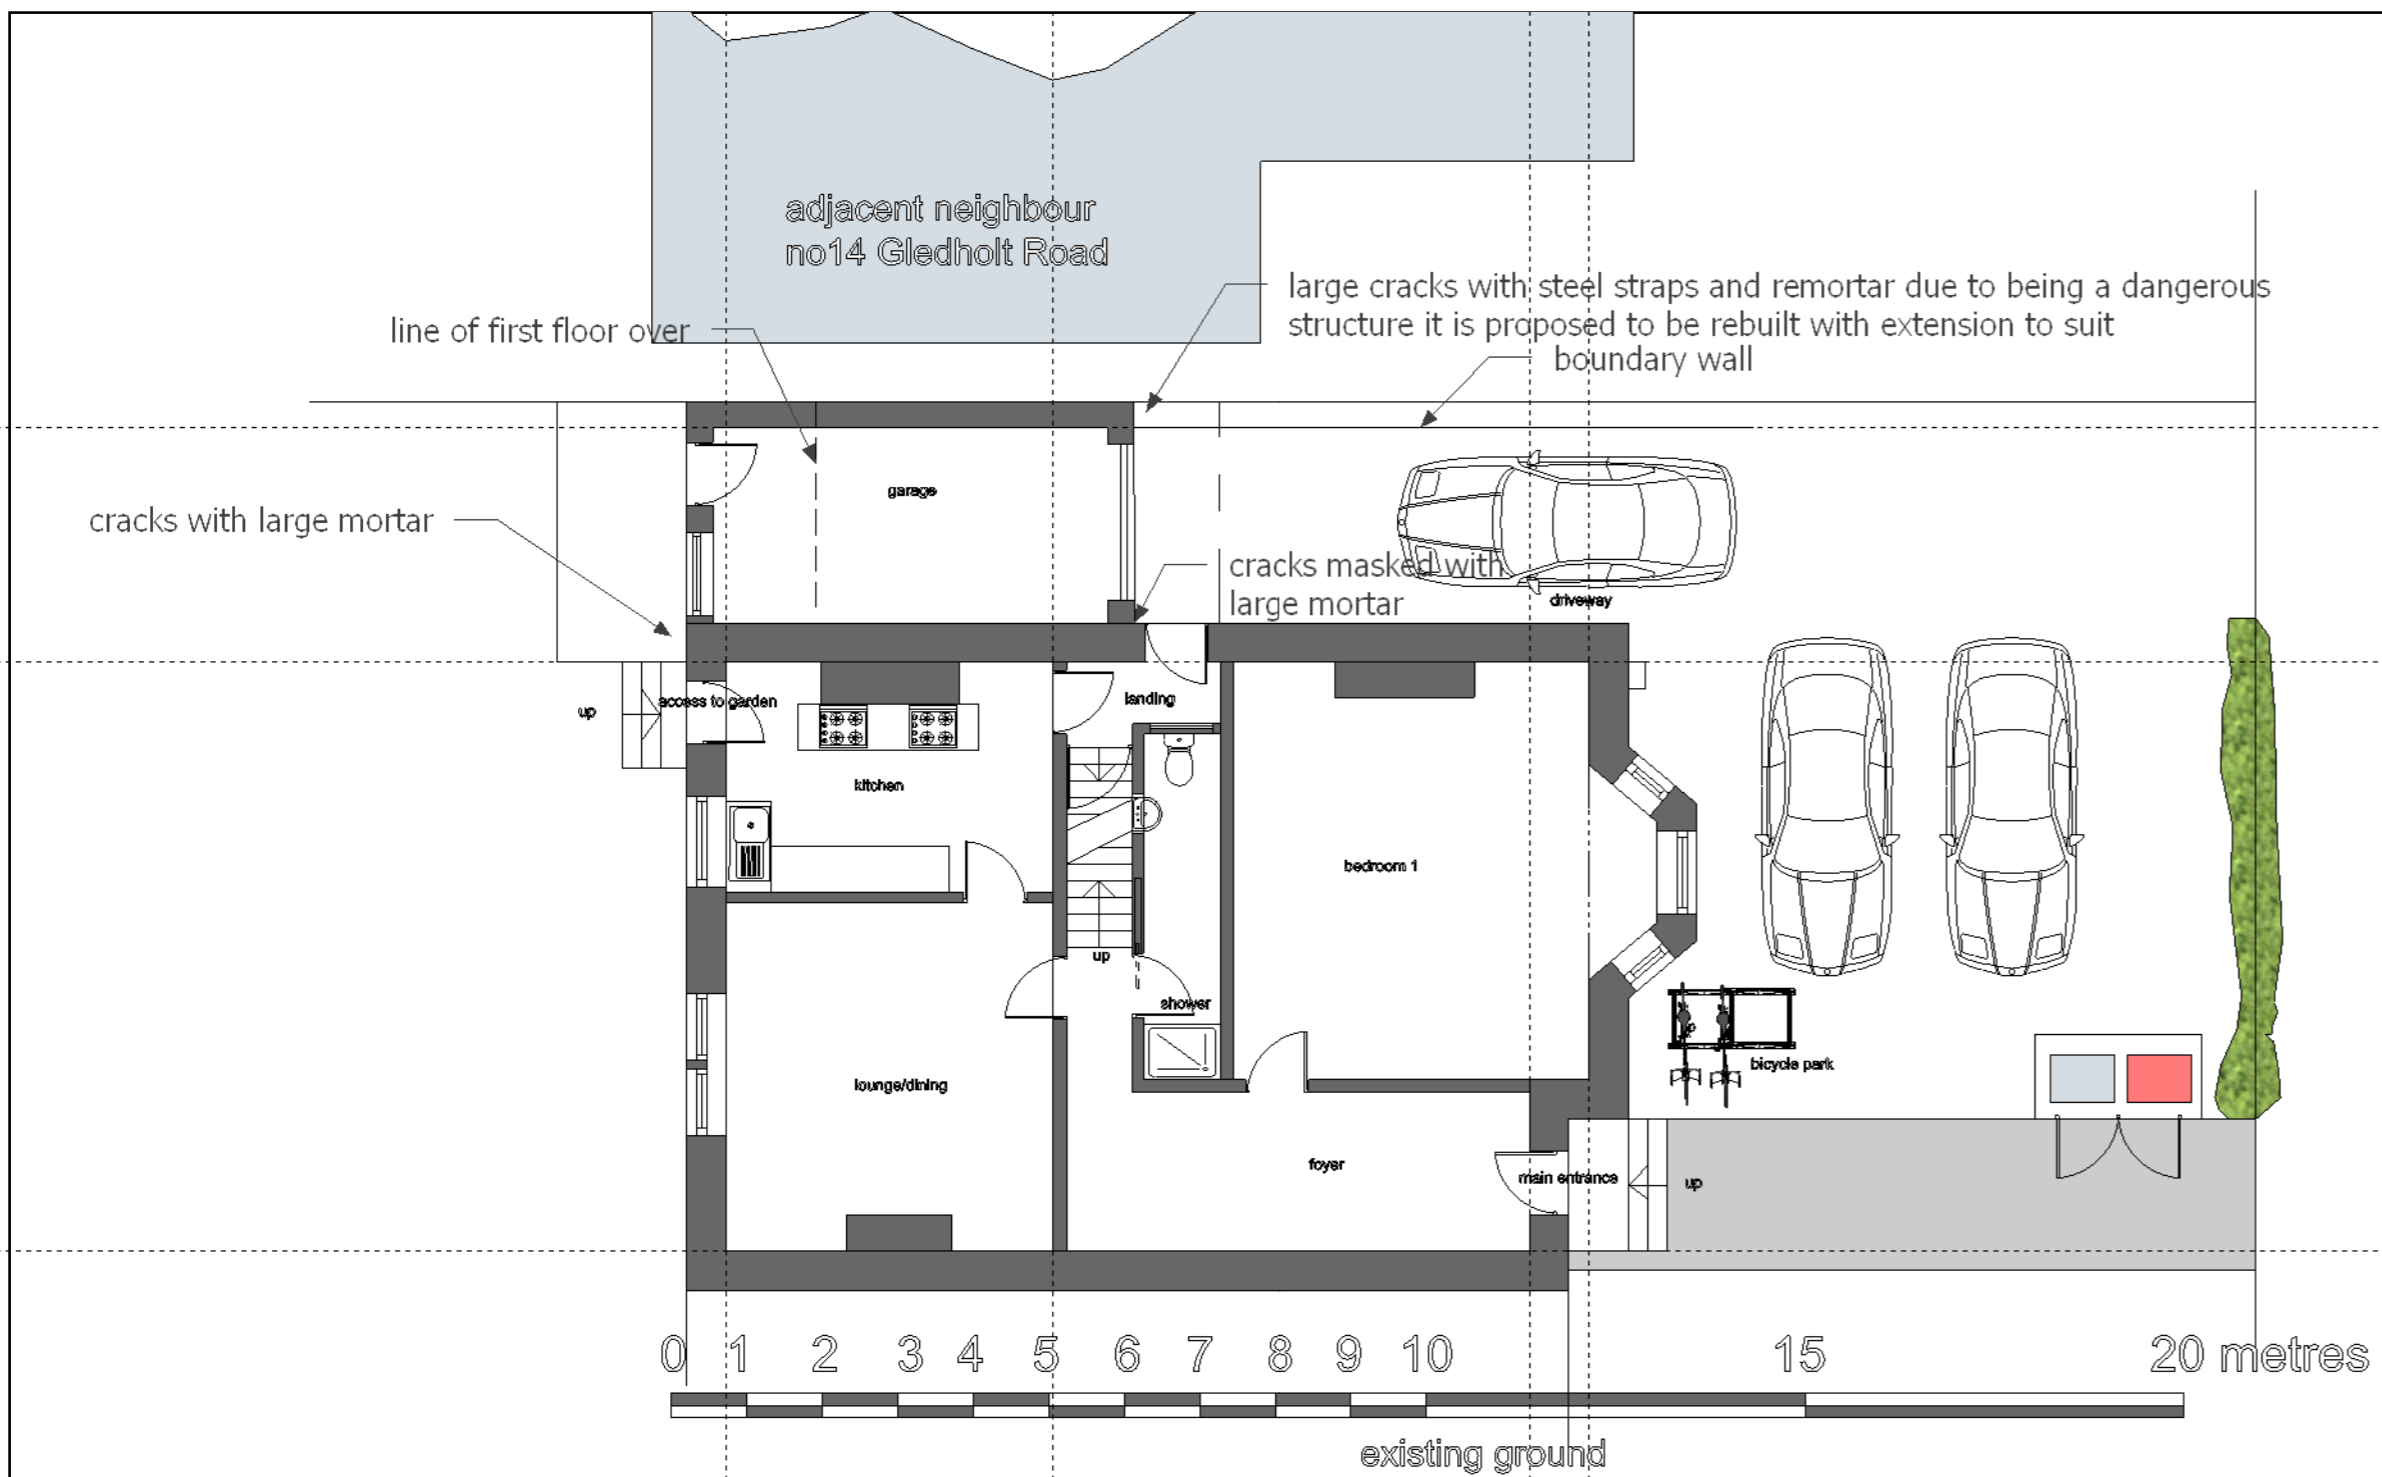 adjacent neighbour
no14 Gledholt Road
large cracks with steel straps and remortar due to being a dangerous
structure it is proposed to be rebuilt with extension to suit
line of first floor over
boundary wall
garage
cracks with large mortar
cracks masked with
large mortar
driveway
access to garden
landing
up
kitchen
bedroom 1
up
shower
bicycle park
lounge/dining
foyer
main entrance
up
0 1 2 3 4 5 6 7 8 9 10 15 20 metres
existing ground